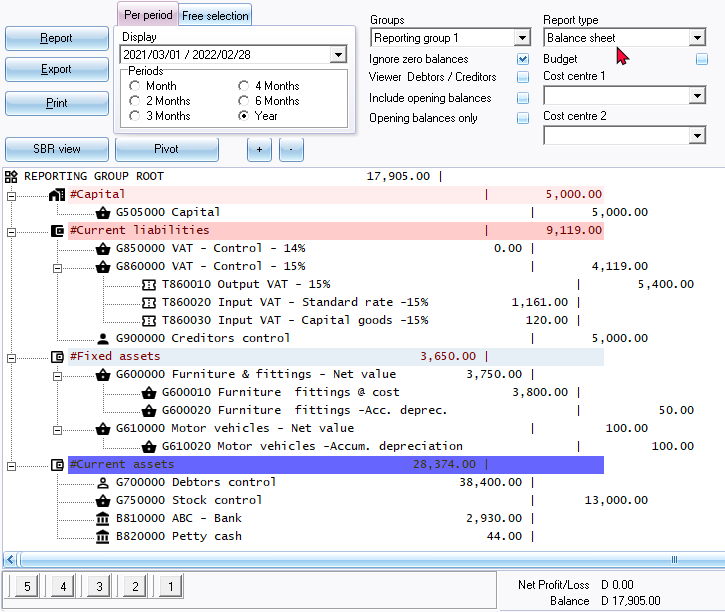 Per period Free selection
Report
Export
Print
Display
2021/03/01 / 2022/02/28
Periods
Month 4 Months
2 Months 6 Months
3 Months Year
Groups
Reporting group 1
Ignore zero balances
Viewer Debtors / Creditors
Include opening balances
Opening balances only
Report type
Balance sheet
Budget
Cost centre 1
Cost centre 2
SBR view Pivot + -
REPORTING GROUP ROOT 17,905.00 |
#Capital | 5,000.00
G505000 Capital | 5,000.00
#Current liabilities | 9,119.00
G850000 VAT - Control - 14% 0.00 |
G860000 VAT - Control - 15% | 4,119.00
T860010 Output VAT - 15% | 5,400.00
T860020 Input VAT - Standard rate -15% 1,161.00 |
T860030 Input VAT - Capital goods -15% 120.00 |
G900000 Creditors control | 5,000.00
#Fixed assets 3,650.00 |
G600000 Furniture & fittings - Net value 3,750.00 |
G600010 Furniture fittings @ cost 3,800.00 |
G600020 Furniture fittings -Acc. deprec. | 50.00
G610000 Motor vehicles - Net value | 100.00
G610020 Motor vehicles -Accum. depreciation | 100.00
#Current assets 28,374.00 |
G700000 Debtors control 38,400.00 |
G750000 Stock control | 13,000.00
B810000 ABC - Bank 2,930.00 |
B820000 Petty cash 44.00 |
5 4 3 2 1
Net Profit/Loss D 0.00
Balance D 17,905.00